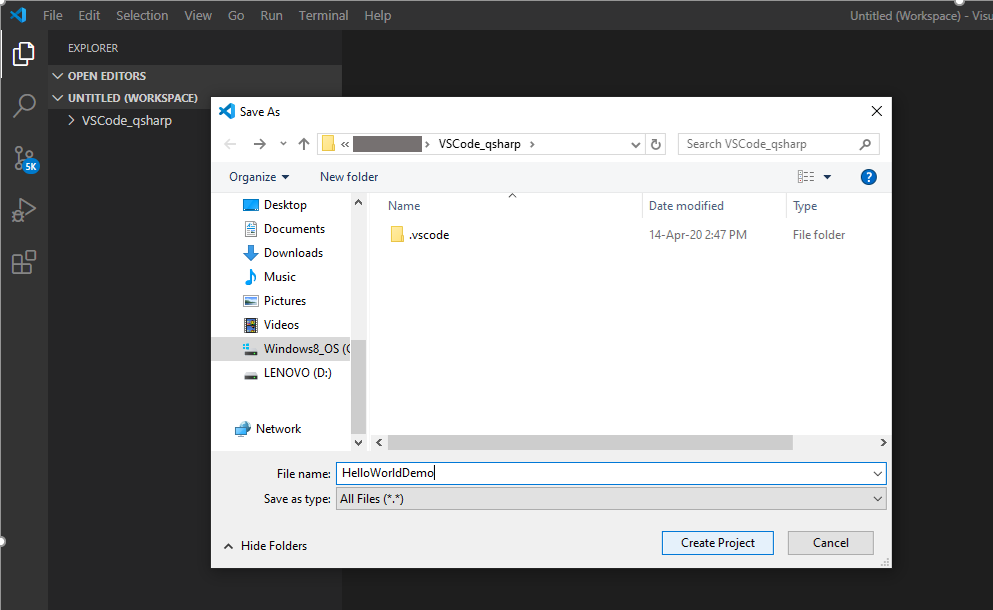 File Edit Selection View Go Run Terminal Help Untitled (Workspace) - Visu
EXPLORER
OPEN EDITORS
UNTITLED (WORKSPACE)
VSCode_qsharp
5K
Save As
« › VSCode_qsharp ›
Search VSCode_qsharp
Organize New folder ?
Desktop
Documents
Downloads
Music
Pictures
Videos
Windows8_OS (C
LENOVO (D:)
Network
Name Date modified Type
.vscode 14-Apr-20 2:47 PM File folder
File name: HelloWorldDemo
Save as type: All Files (*.*)
Hide Folders Create Project Cancel